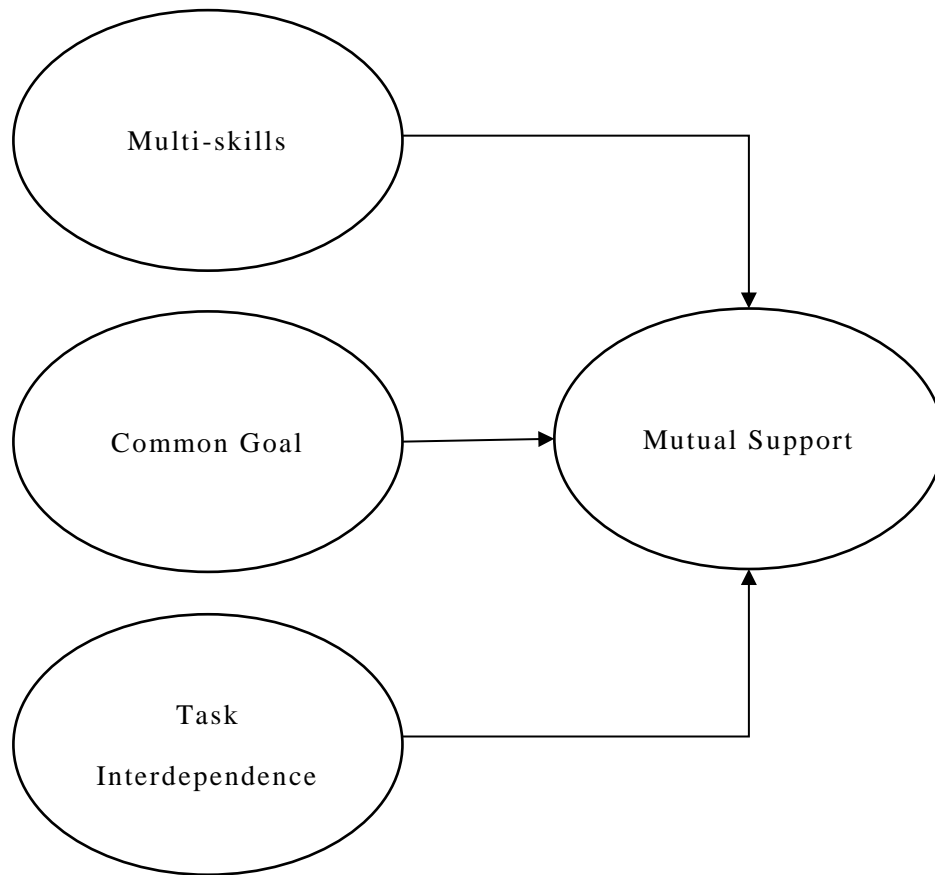 Multi-skills
Common Goal
Mutual Support
Task
Interdependence